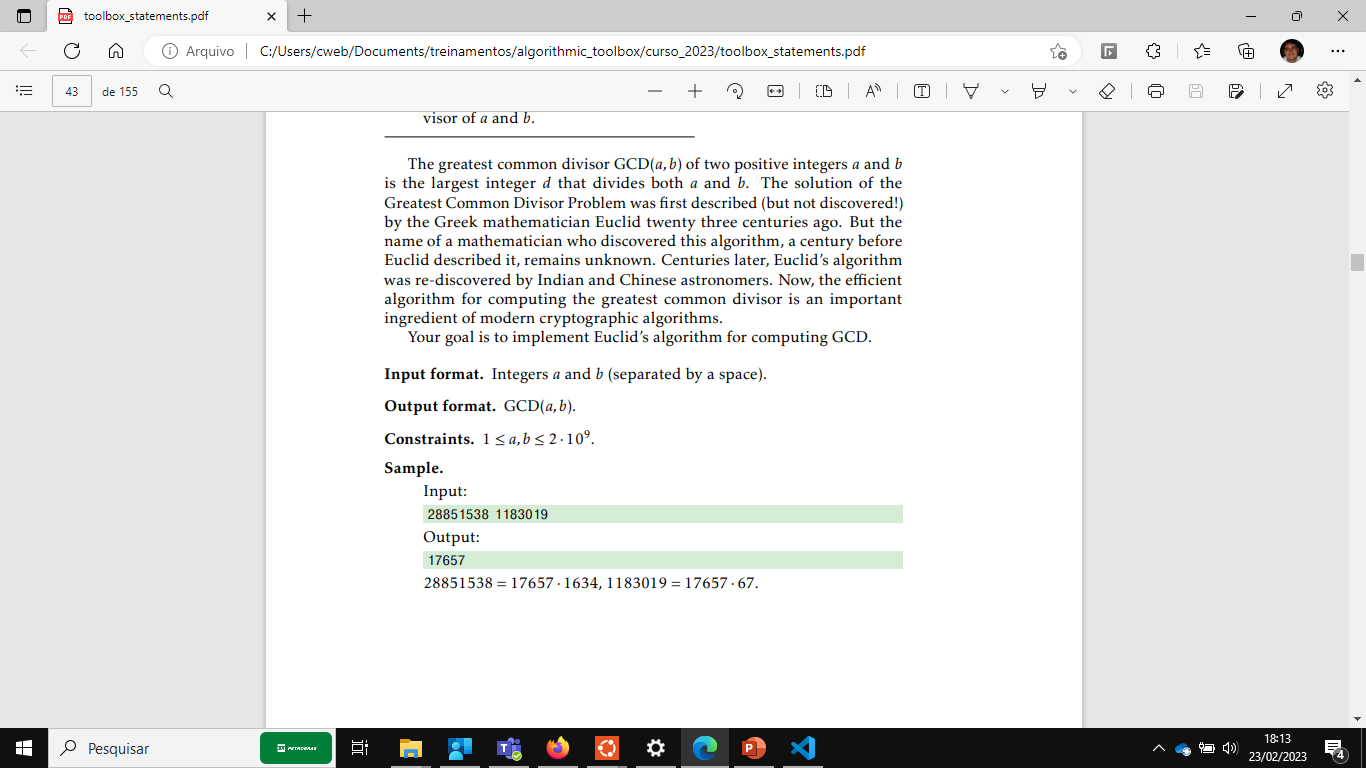 toolbox_statements.pdf
Arquivo
C:/Users/cweb/Documents/treinamentos/algorithmic_toolbox/curso_2023/toolbox_statements.pdf
43 de 155
visor of a and b.
The greatest common divisor GCD(a,b) of two positive integers a and b
is the largest integer d that divides both a and b. The solution of the
Greatest Common Divisor Problem was first described (but not discovered!)
by the Greek mathematician Euclid twenty three centuries ago. But the
name of a mathematician who discovered this algorithm, a century before
Euclid described it, remains unknown. Centuries later, Euclid's algorithm
was re-discovered by Indian and Chinese astronomers. Now, the efficient
algorithm for computing the greatest common divisor is an important
ingredient of modern cryptographic algorithms.
Your goal is to implement Euclid's algorithm for computing GCD.
Input format. Integers a and b (separated by a space).
Output format. GCD(a,b).
Constraints. 1 ≤ a,b ≤ 2·10⁹.
Sample.
Input:
28851538 1183019
Output:
17657
28851538 = 17657·1634, 1183019 = 17657·67.
Pesquisar
PETROBRAS
18:13
23/02/2023
4